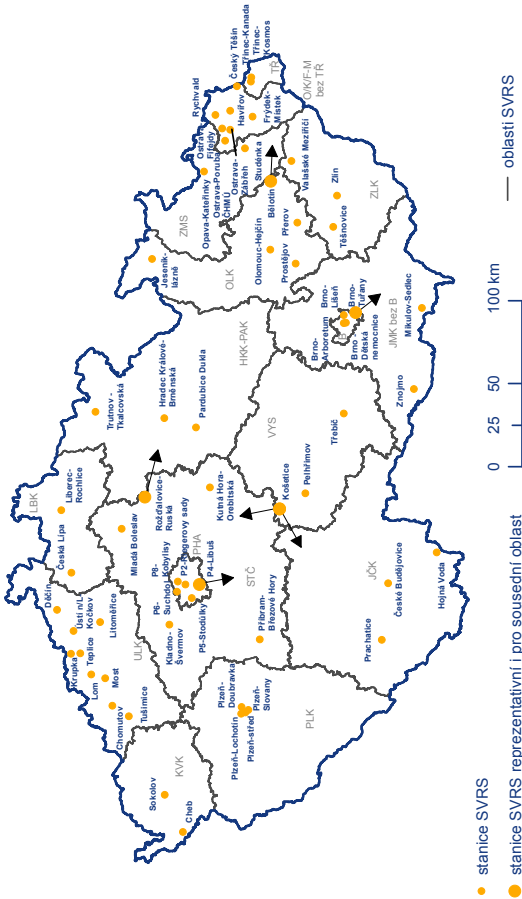 Třinec-Kosmos
Třinec-Kanada
Český Těšín
TŘ
O/K/F-M
bez TŘ
Rychvald
Havířov
Frýdek-
Místek
Ostrava-
Fifejdy
Ostrava-Poruba
ČHMÚ
Ostrava-
Zábřeh
Studénka
Opava-Kateřinky
ZMS
Bělotín
Valašské Meziříčí
Jeseník-
lázně
OLK
Olomouc-Hejčín
Přerov
Prostějov
Zlín
Těšnovice
ZLK
HKK-PAK
Brno-
Líšeň
Brno-
Tuřany
Brno-
Arboretum
B
Brno -
Dětská
nemocnice
JMK bez B
Mikulov-Sedlec
Znojmo
Trutnov -
Tkalcovská
Hradec Králové-
Brněnská
Pardubice Dukla
VYS
Třebíč
Pelhřimov
Košetice
LBK
Liberec-
Rochlice
Česká Lípa
Rožďalovice-
Ruská
Mladá Boleslav
Kutná Hora-
Orebitská
P8-
Kobylisy
P2-Riegerovy sady
PHA
P4-Libuš
P6-
Suchdol
P5-Stodůlky
STČ
Kladno-
Švermov
Příbram-
Březové Hory
Děčín
Ústí n/L-
Kočkov
Litoměřice
Krupka
Teplice
Lom
Most
ULK
Chomutov
Tušimice
JČK
České Budějovice
Hojná Voda
Prachatice
Plzeň-
Doubravka
Plzeň-
Slovany
Plzeň-Lochotín
Plzeň-střed
PLK
KVK
Sokolov
Cheb
0 25 50 100 km
stanice SVRS
stanice SVRS reprezentativní i pro sousední oblast
oblasti SVRS